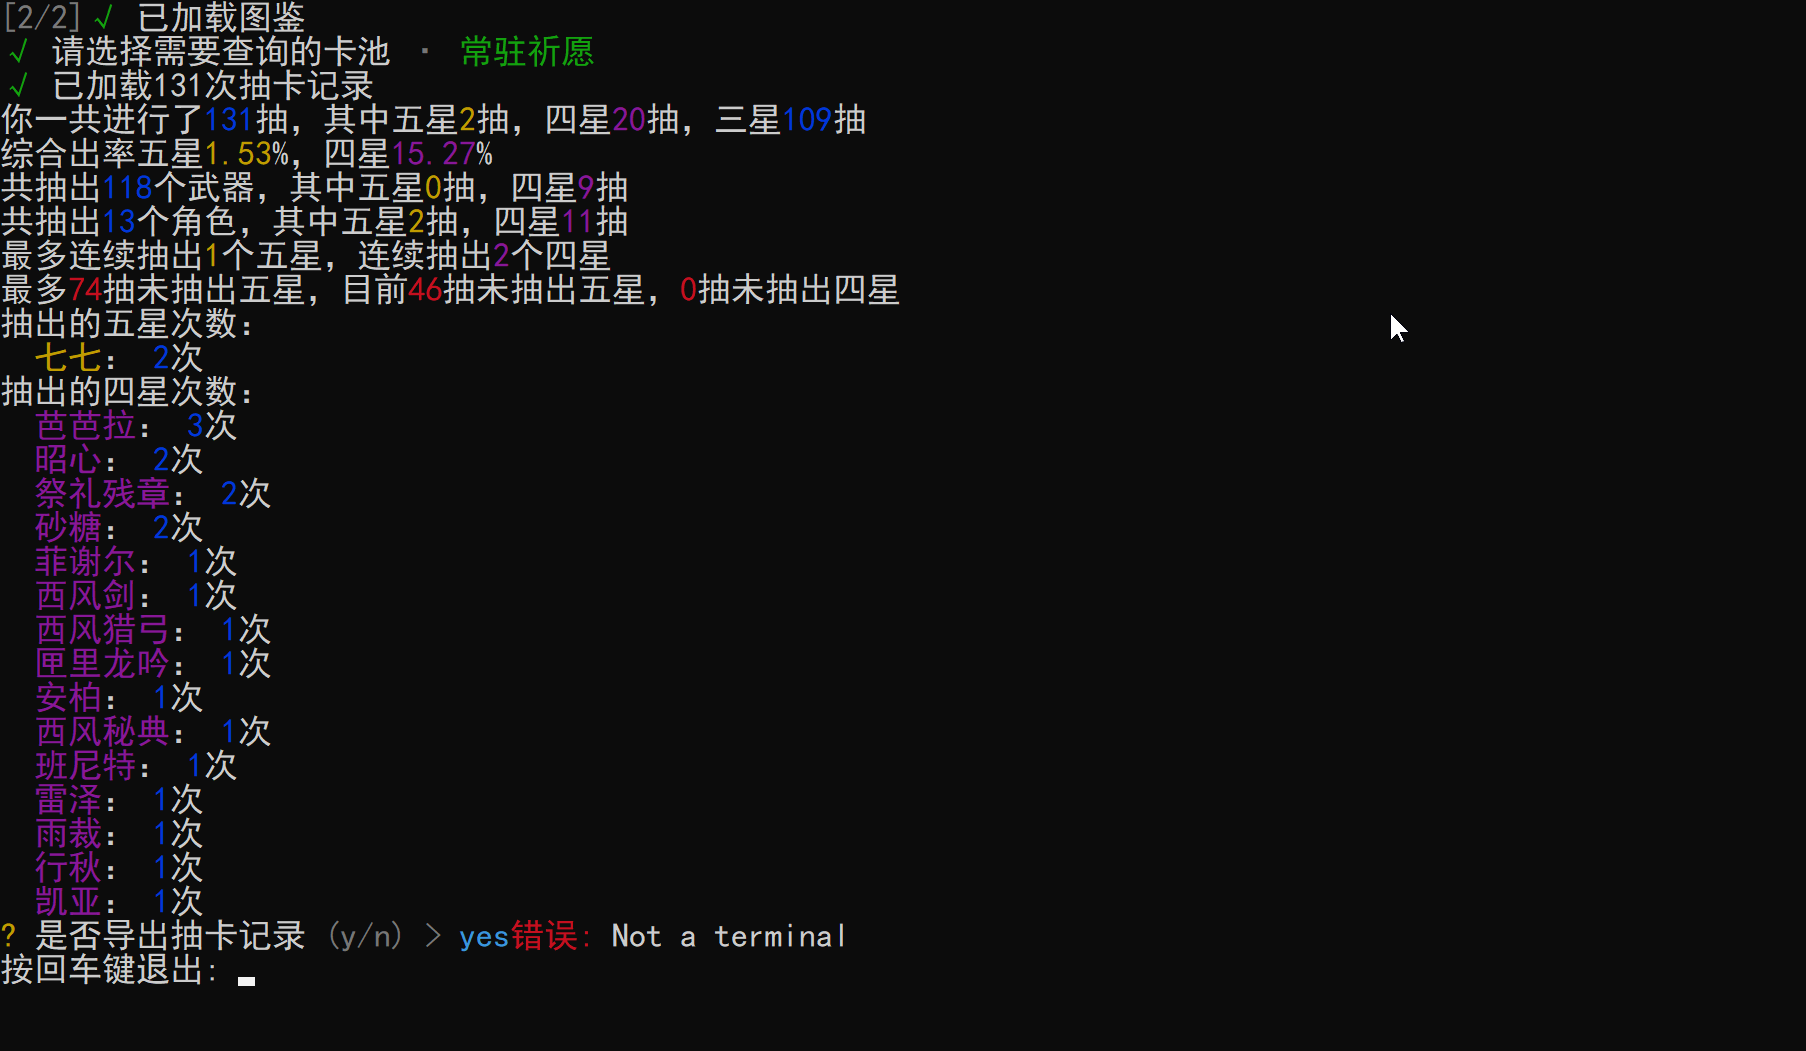 [2/2] √ 已加载图鉴
√ 请选择需要查询的卡池 · 常驻祈愿
√ 已加载131次抽卡记录
你一共进行了131抽，其中五星2抽，四星20抽，三星109抽
综合出率五星1.53%，四星15.27%
共抽出118个武器，其中五星0抽，四星9抽
共抽出13个角色，其中五星2抽，四星11抽
最多连续抽出1个五星，连续抽出2个四星
最多74抽未抽出五星，目前46抽未抽出五星，0抽未抽出四星
抽出的五星次数：
七七： 2次
抽出的四星次数：
芭芭拉： 3次
昭心： 2次
祭礼残章： 2次
砂糖： 2次
菲谢尔： 1次
西风剑： 1次
西风猎弓： 1次
匣里龙吟： 1次
安柏： 1次
西风秘典： 1次
班尼特： 1次
雷泽： 1次
雨裁： 1次
行秋： 1次
凯亚： 1次
? 是否导出抽卡记录 (y/n) > yes错误: Not a terminal
按回车键退出: